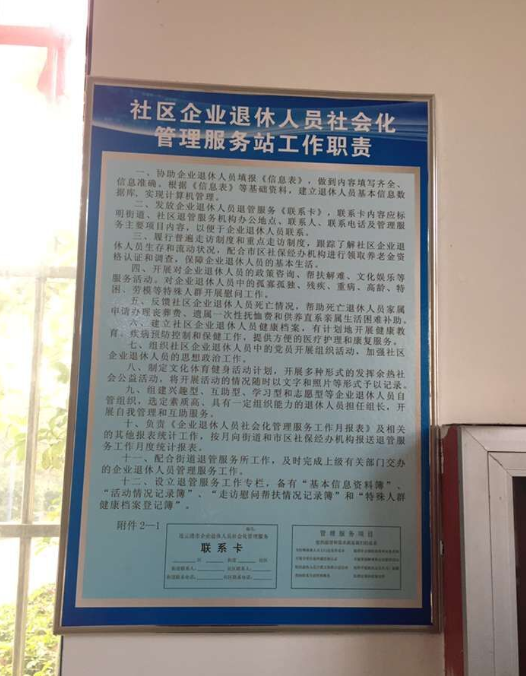 社区企业退休人员社会化
管理服务站工作职责
一、协助企业退休人员填报《信息表》，做到内容填写齐全、
信息准确。根据《信息表》等基础资料，建立退休人员基本信息数
据库，实现计算机管理。
二、发放企业退休人员退管服务《联系卡》，联系卡内容应标
明街道、社区退管服务机构办公地点、联系人、联系电话及管理服
务主要项目内容，以便于企业退休人员联系。
三、履行普遍走访制度和重点走访制度，跟踪了解社区企业退
休人员生存和流动状况，配合市区社保经办机构进行领取养老金资
格认证和调查，保障企业退休人员的基本生活。
四、开展对企业退休人员的政策咨询、帮扶解难、文化娱乐等
服务活动。对企业退休人员中的孤寡孤独、残疾、重病、高龄、特
困、劳模等特殊人群开展慰问工作。
五、反馈社区企业退休人员死亡情况，帮助死亡退休人员家属
申请办理丧葬费、遗属一次性抚恤费和供养直系亲属生活困难补助。
六、建立社区企业退休人员健康档案，有计划地开展健康教
育、疾病预防控制和保健工作，提供方便的医疗护理和康复服务。
七、组织社区企业退休人员中的党员开展组织活动，加强社区
企业退休人员的思想政治工作。
八、制定文化体育健身活动计划，开展多种形式的发挥余热社
会公益活动，将开展活动的情况随时以文字和照片等形式予以记录。
九、组建兴趣型、互助型、学习型和志愿型等企业退休人员自
管组织，选定素质高、具有一定组织能力的退休人员担任组长，开
展自我管理和互助服务。
十、负责《企业退休人员社会化管理服务工作月报表》及相关
的其他报表统计工作，按月向街道和市区社保经办机构报送退管服
务工作月度统计报表。
十一、配合街道退管服务所工作，及时完成上级有关部门交办
的企业退休人员管理服务工作。
十二、设立退管服务工作专栏，备有“基本信息资料簿”、
“活动情况记录簿”、“走访慰问帮扶情况记录簿”和“特殊人群
健康档案登记簿”。
附件2—1
联系卡
管理服务项目